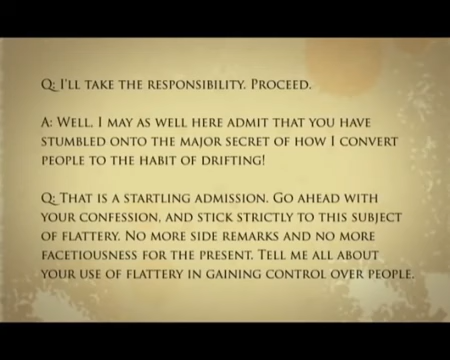 Q: I'll take the responsibility. Proceed.
A: Well, I may as well here admit that you have
stumbled onto the major secret of how I convert
people to the habit of drifting!
Q: That is a startling admission. Go ahead with
your confession, and stick strictly to this subject
of flattery. No more side remarks and no more
facetiousness for the present. Tell me all about
your use of flattery in gaining control over people.